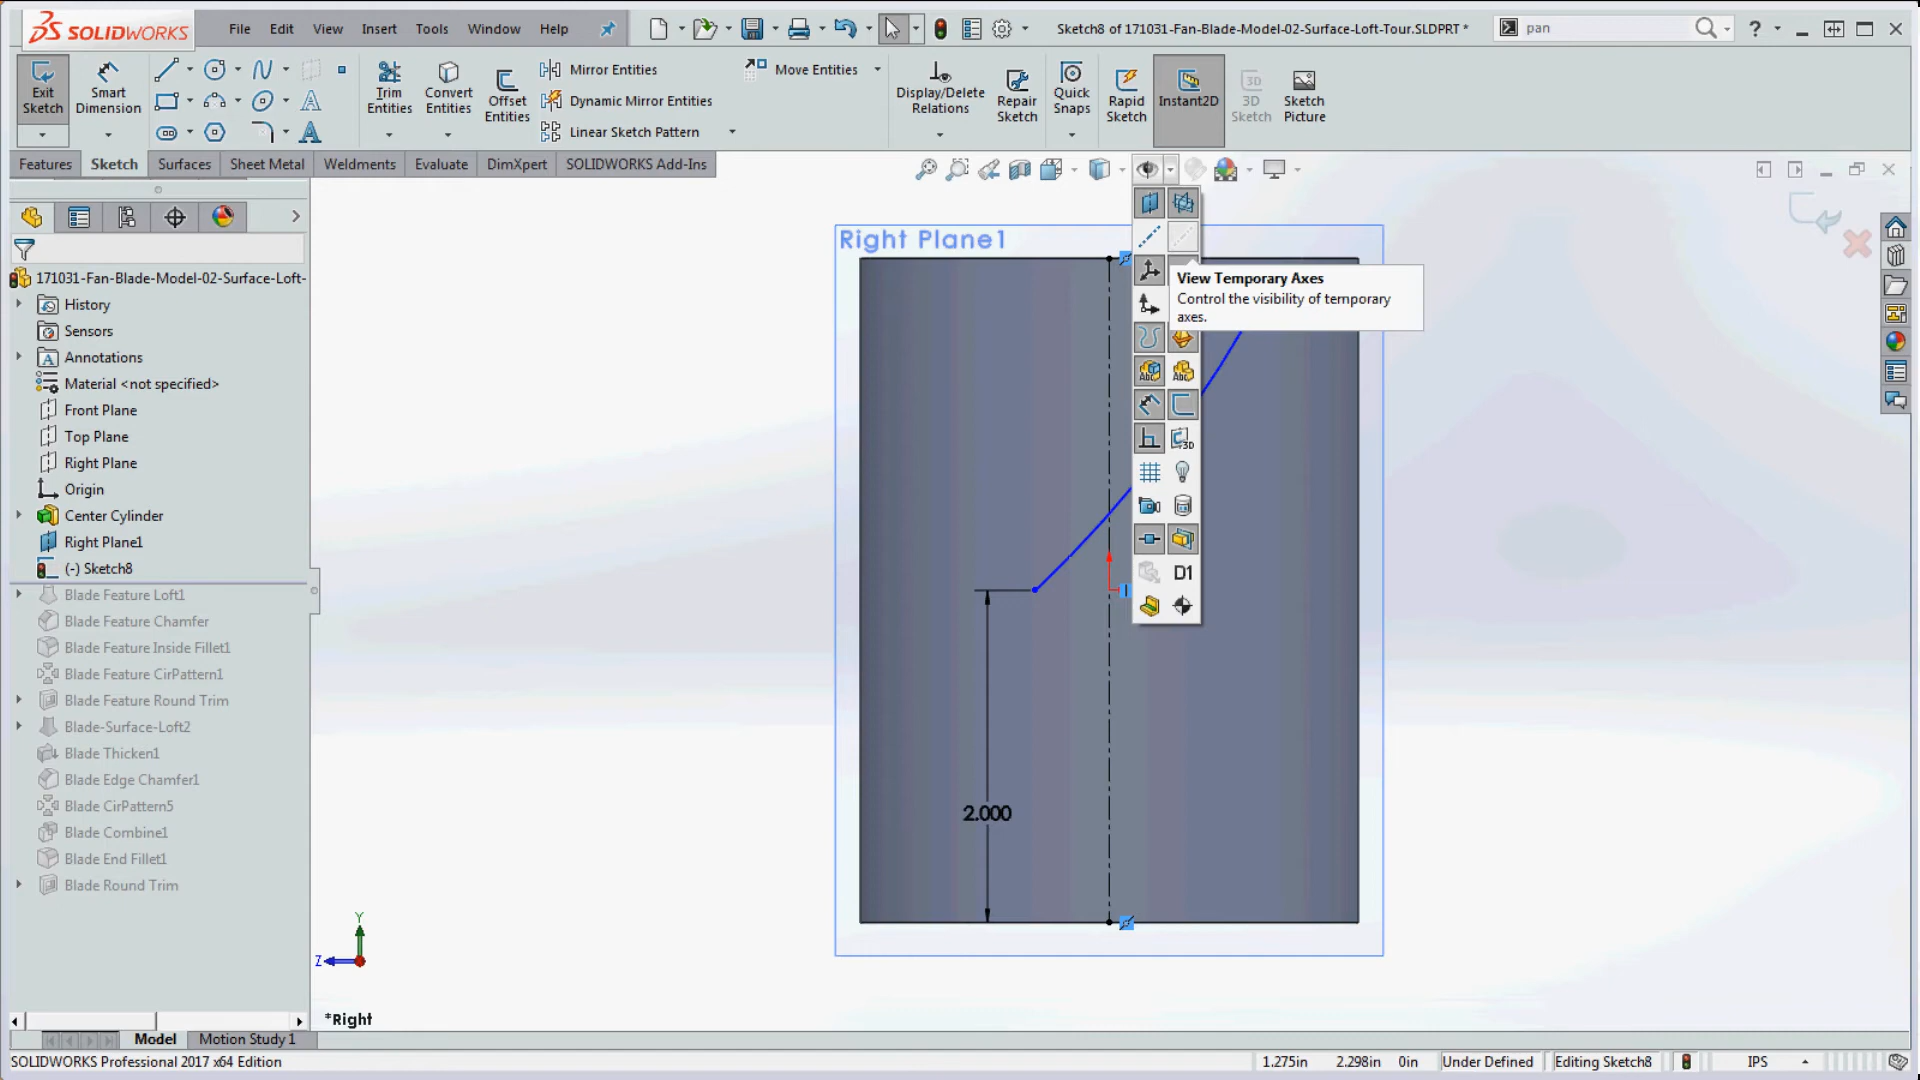 SOLIDWORKS
File Edit View Insert Tools Window Help
Sketch8 of 171031-Fan-Blade-Model-02-Surface-Loft-Tour.SLDPRT *
pan
?
Exit Sketch
Smart Dimension
Trim Entities
Convert Entities
Offset Entities
Mirror Entities
Dynamic Mirror Entities
Linear Sketch Pattern
Move Entities
Display/Delete Relations
Repair Sketch
Quick Snaps
Rapid Sketch
Instant2D
3D Sketch
Sketch Picture
Features Sketch Surfaces Sheet Metal Weldments Evaluate DimXpert SOLIDWORKS Add-Ins
171031-Fan-Blade-Model-02-Surface-Loft-
History
Sensors
Annotations
Material <not specified>
Front Plane
Top Plane
Right Plane
Origin
Center Cylinder
Right Plane1
(-) Sketch8
Blade Feature Loft1
Blade Feature Chamfer
Blade Feature Inside Fillet1
Blade Feature CirPattern1
Blade Feature Round Trim
Blade-Surface-Loft2
Blade Thicken1
Blade Edge Chamfer1
Blade CirPattern5
Blade Combine1
Blade End Fillet1
Blade Round Trim
Right Plane1
View Temporary Axes
Control the visibility of temporary
axes.
D1
2.000
Y
Z
*Right
Model Motion Study 1
SOLIDWORKS Professional 2017 x64 Edition
1.275in 2.298in 0in Under Defined Editing Sketch8 IPS